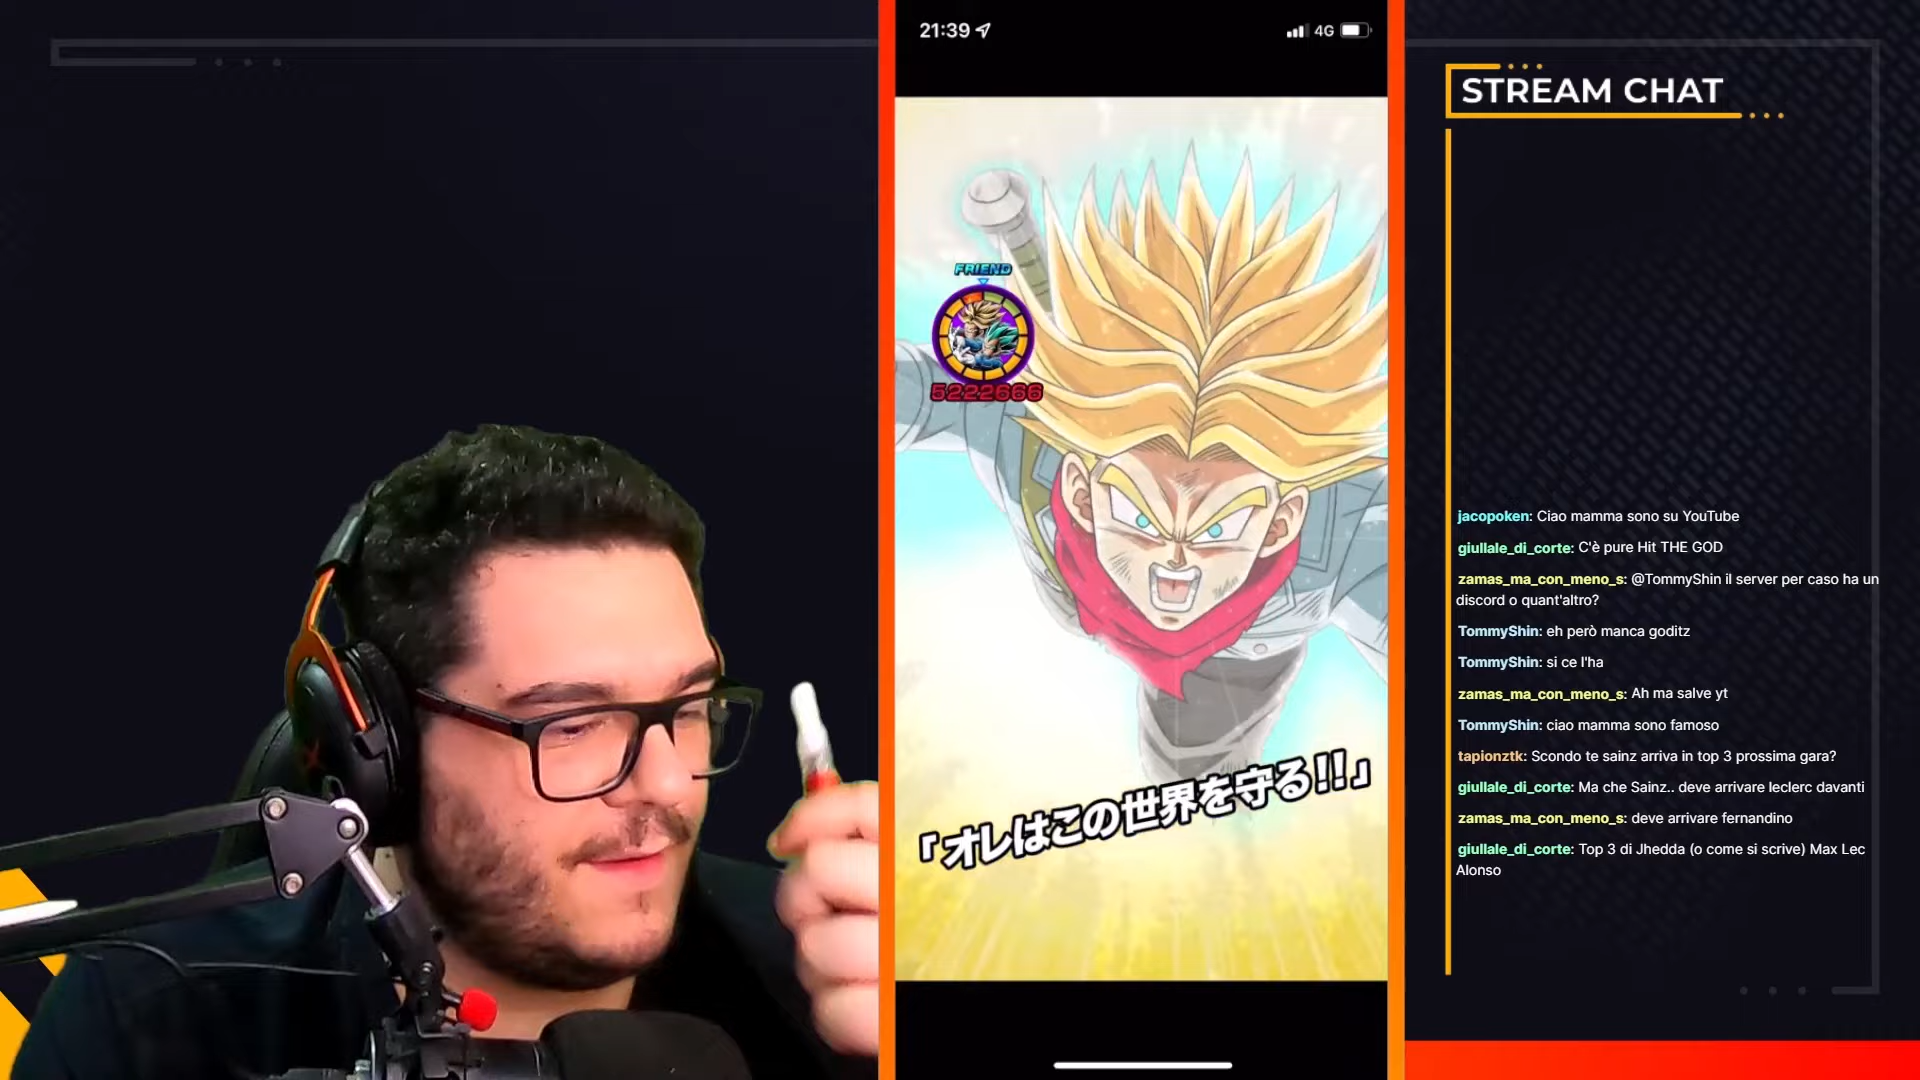 21:39
4G
FRIEND
5222666
「オレはこの世界を守る!!」
STREAM CHAT
jacopoken: Ciao mamma sono su YouTube
giullale_di_corte: C'è pure Hit THE GOD
zamas_ma_con_meno_s: @TommyShin il server per caso ha un
discord o quant'altro?
TommyShin: eh però manca goditz
TommyShin: si ce l'ha
zamas_ma_con_meno_s: Ah ma salve yt
TommyShin: ciao mamma sono famoso
tapionztk: Scondo te sainz arriva in top 3 prossima gara?
giullale_di_corte: Ma che Sainz.. deve arrivare leclerc davanti
zamas_ma_con_meno_s: deve arrivare fernandino
giullale_di_corte: Top 3 di Jhedda (o come si scrive) Max Lec
Alonso